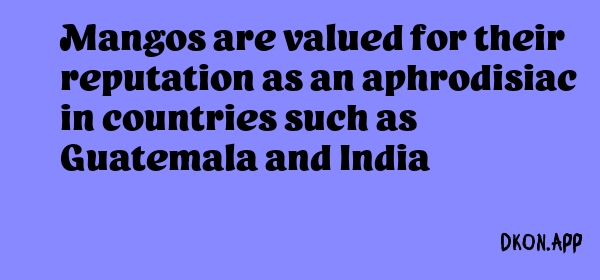 Mangos are valued for their
reputation as an aphrodisiac
in countries such as
Guatemala and India
DKON.APP